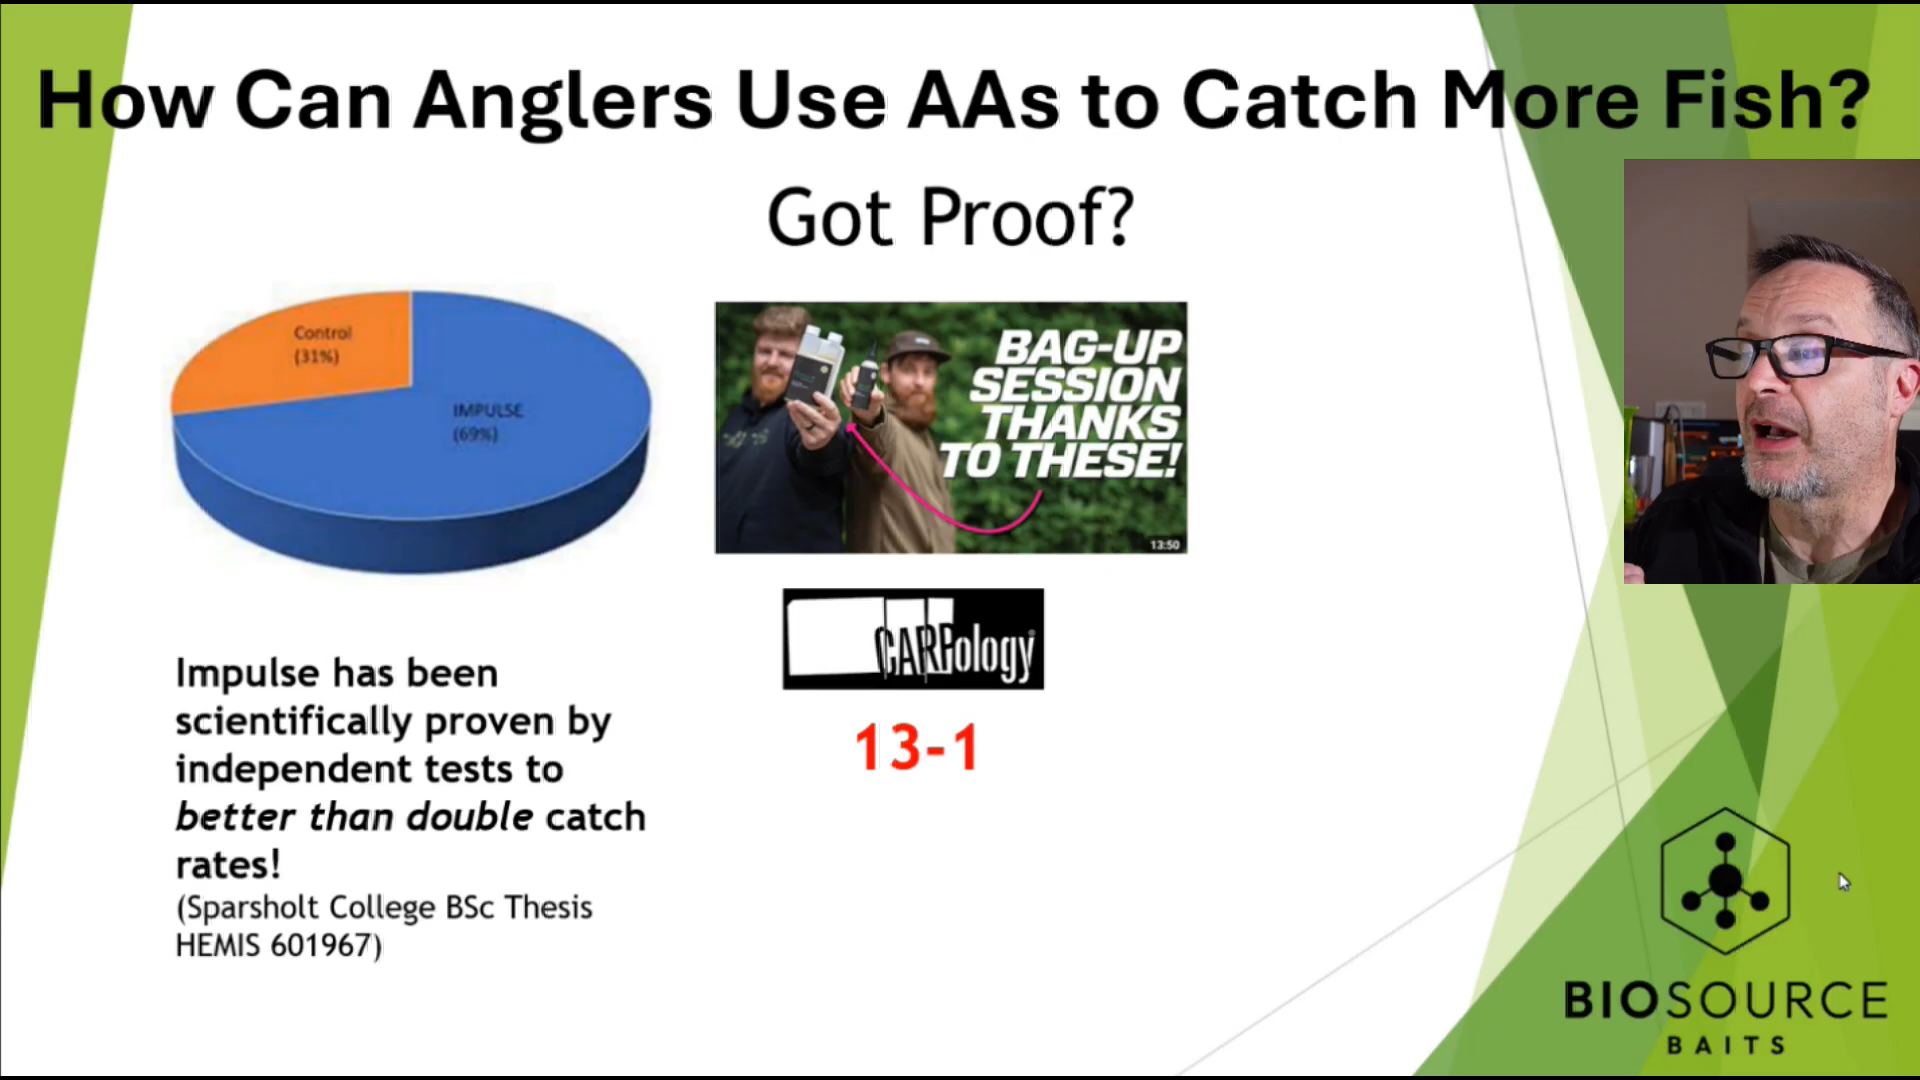 How Can Anglers Use AAs to Catch More Fish?
Got Proof?
Control
(31%)
IMPULSE
(69%)
BAG-UP
SESSION
THANKS
TO THESE!
13:50
CARPology
13-1
Impulse has been
scientifically proven by
independent tests to
better than double catch
rates!
(Sparsholt College BSc Thesis
HEMIS 601967)
BIOSOURCE
BAITS